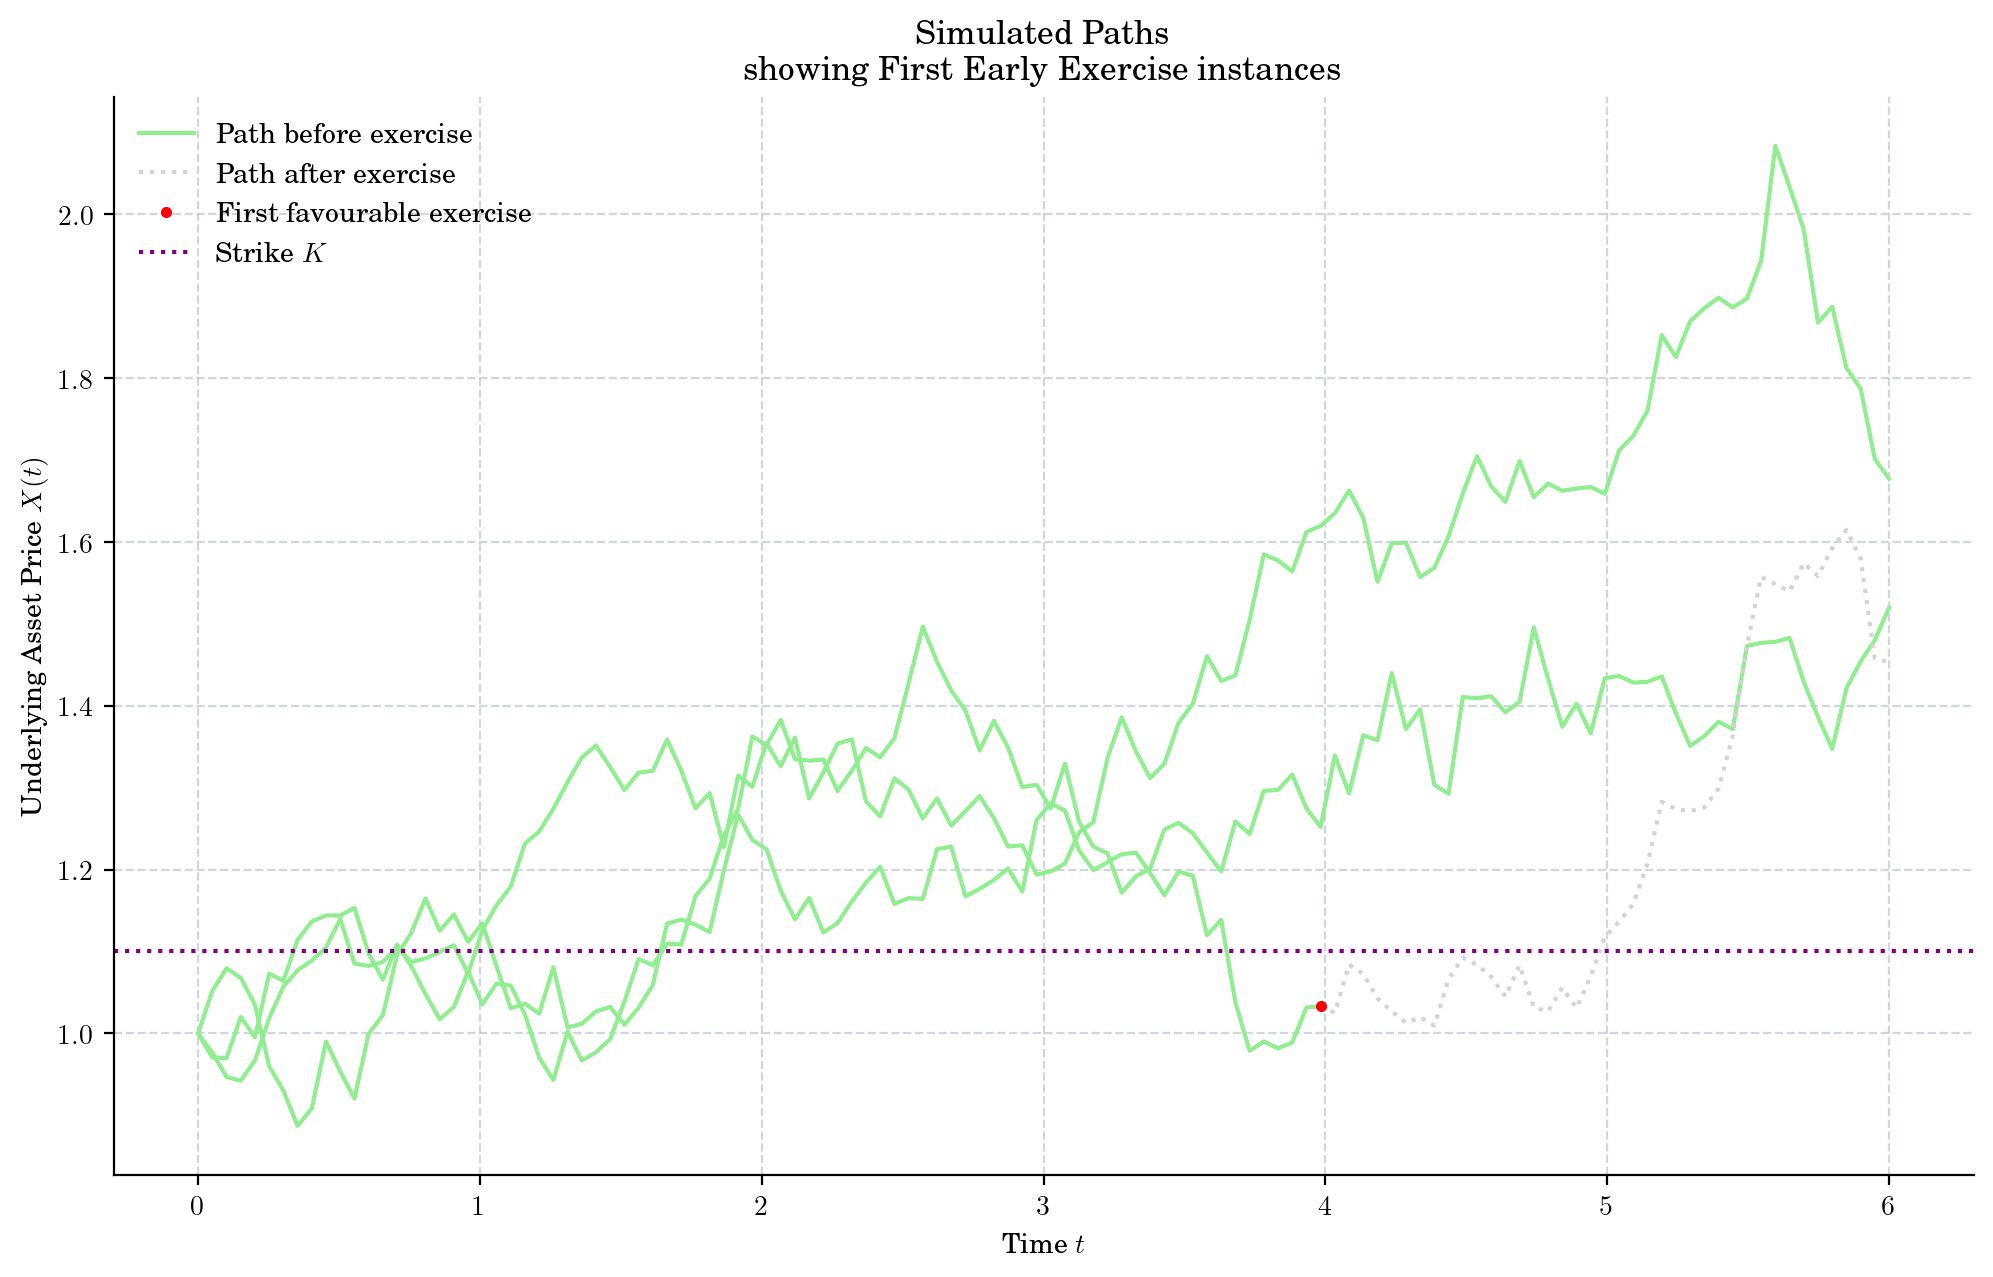 Simulated Paths
showing First Early Exercise instances
Path before exercise
Path after exercise
First favourable exercise
Strike K
Underlying Asset Price X(t)
2.0
1.8
1.6
1.4
1.2
1.0
0 1 2 3 4 5 6
Time t